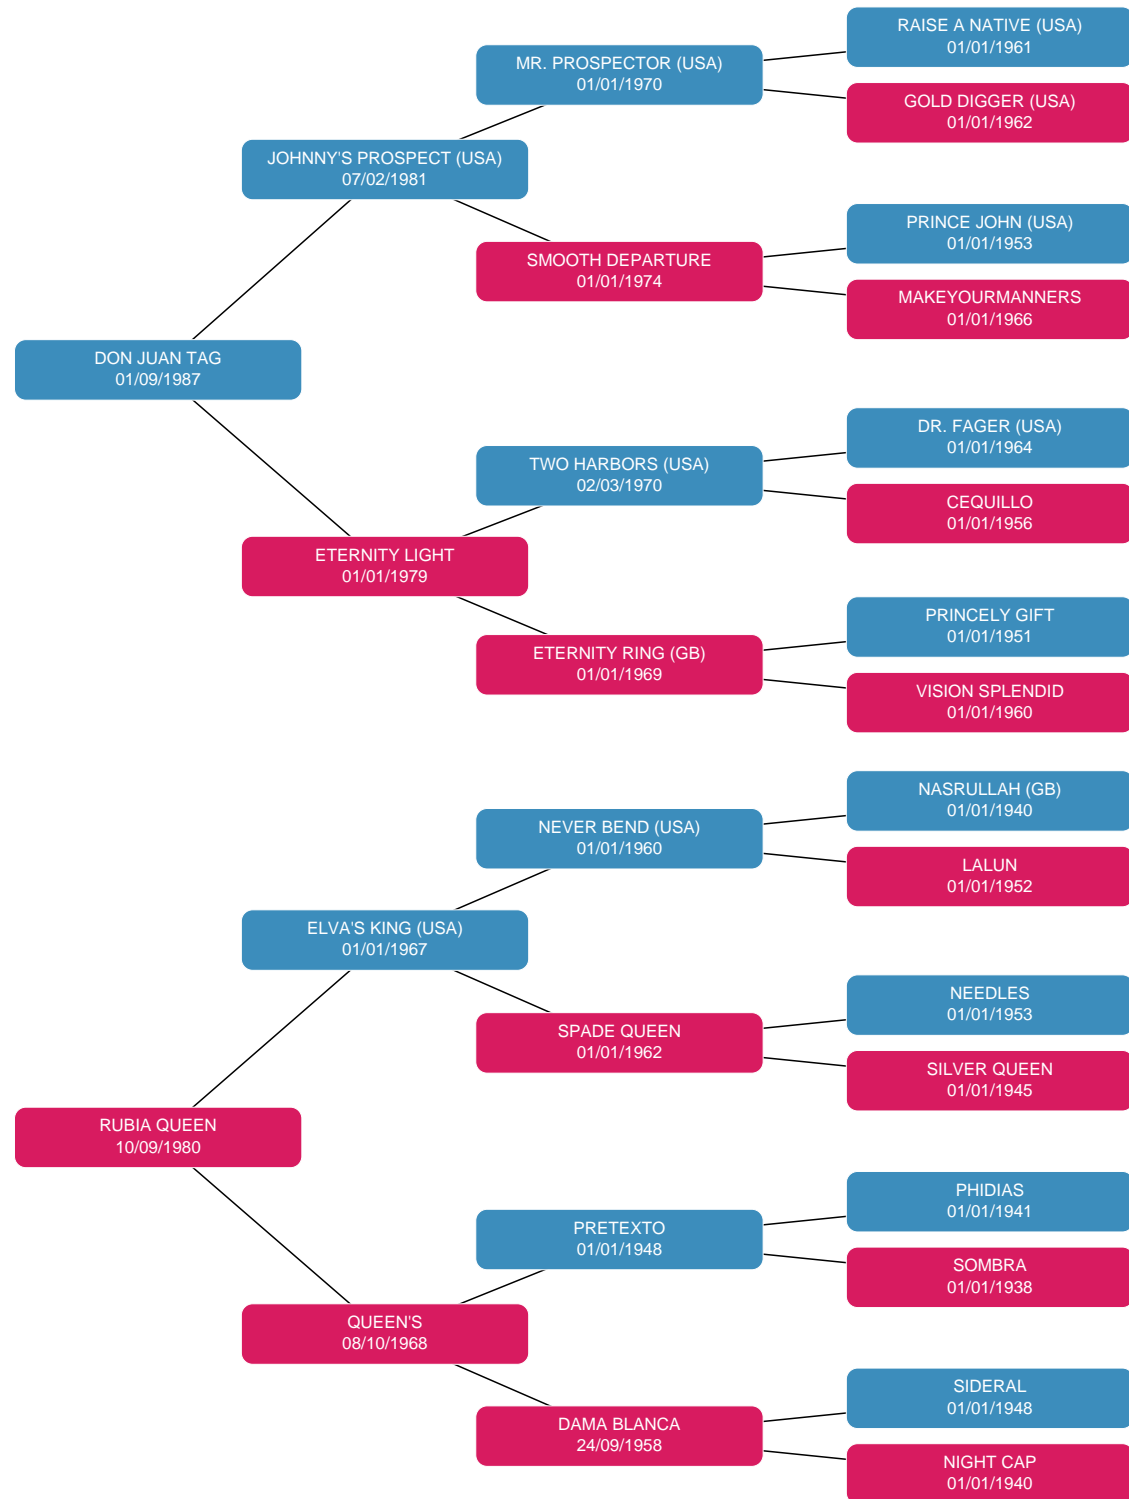 RAISE A NATIVE (USA)
01/01/1961
MR. PROSPECTOR (USA)
01/01/1970
GOLD DIGGER (USA)
01/01/1962
JOHNNY'S PROSPECT (USA)
07/02/1981
PRINCE JOHN (USA)
01/01/1953
SMOOTH DEPARTURE
01/01/1974
MAKEYOURMANNERS
01/01/1966
DON JUAN TAG
01/09/1987
DR. FAGER (USA)
01/01/1964
TWO HARBORS (USA)
02/03/1970
CEQUILLO
01/01/1956
ETERNITY LIGHT
01/01/1979
PRINCELY GIFT
01/01/1951
ETERNITY RING (GB)
01/01/1969
VISION SPLENDID
01/01/1960
NASRULLAH (GB)
01/01/1940
NEVER BEND (USA)
01/01/1960
LALUN
01/01/1952
ELVA'S KING (USA)
01/01/1967
NEEDLES
01/01/1953
SPADE QUEEN
01/01/1962
SILVER QUEEN
01/01/1945
RUBIA QUEEN
10/09/1980
PHIDIAS
01/01/1941
PRETEXTO
01/01/1948
SOMBRA
01/01/1938
QUEEN'S
08/10/1968
SIDERAL
01/01/1948
DAMA BLANCA
24/09/1958
NIGHT CAP
01/01/1940